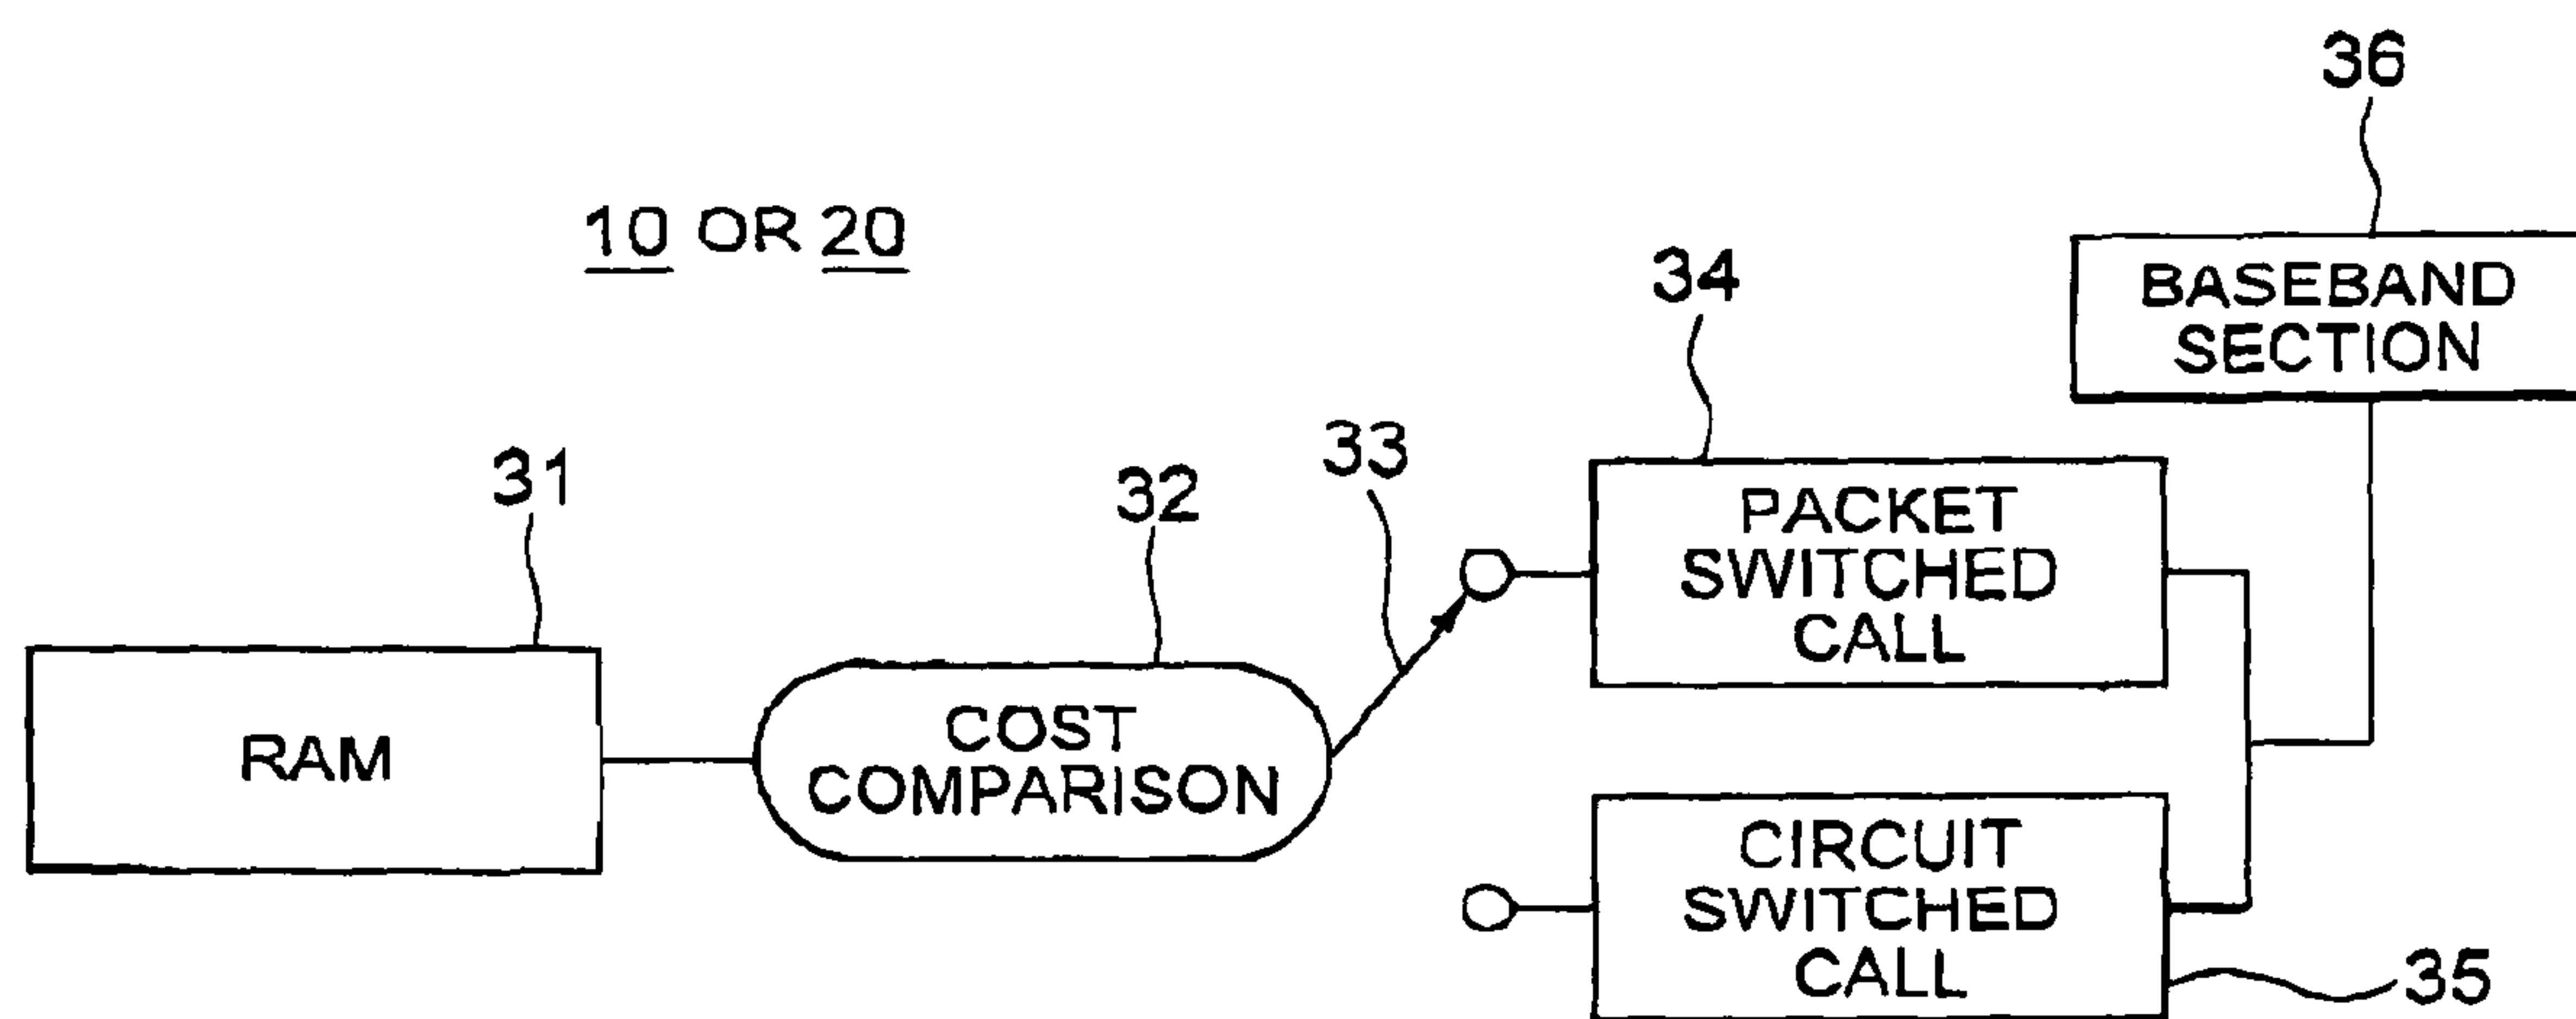 36
10 OR 20
34
BASEBAND
SECTION
33
31
32
PACKET
SWITCHED
CALL
RAM
COST
COMPARISON
CIRCUIT
SWITCHED
CALL
35